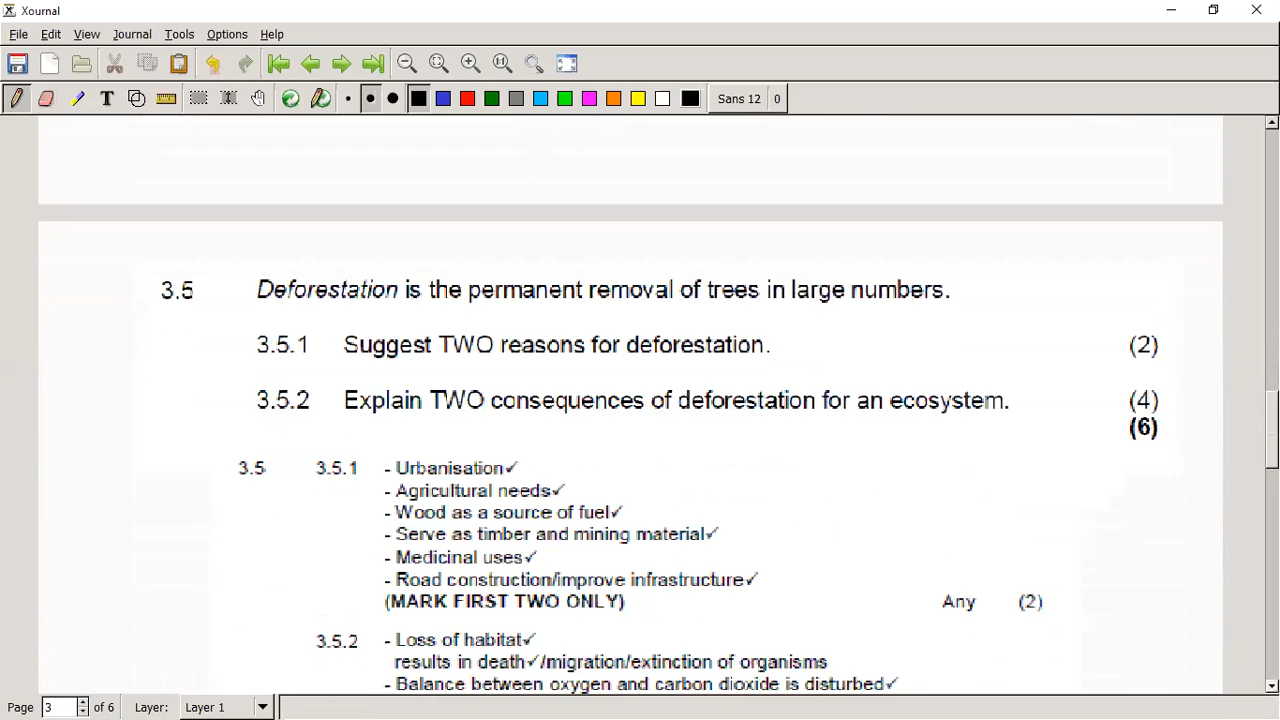 Xournal
File Edit View Journal Tools Options Help
Sans 12 0
3.5 Deforestation is the permanent removal of trees in large numbers.
3.5.1 Suggest TWO reasons for deforestation. (2)
3.5.2 Explain TWO consequences of deforestation for an ecosystem. (4)
(6)
3.5 3.5.1 - Urbanisation✓
- Agricultural needs✓
- Wood as a source of fuel✓
- Serve as timber and mining material✓
- Medicinal uses✓
- Road construction/improve infrastructure✓
(MARK FIRST TWO ONLY) Any (2)
3.5.2 - Loss of habitat✓
results in death✓/migration/extinction of organisms
- Balance between oxygen and carbon dioxide is disturbed✓
Page 3 of 6 Layer: Layer 1